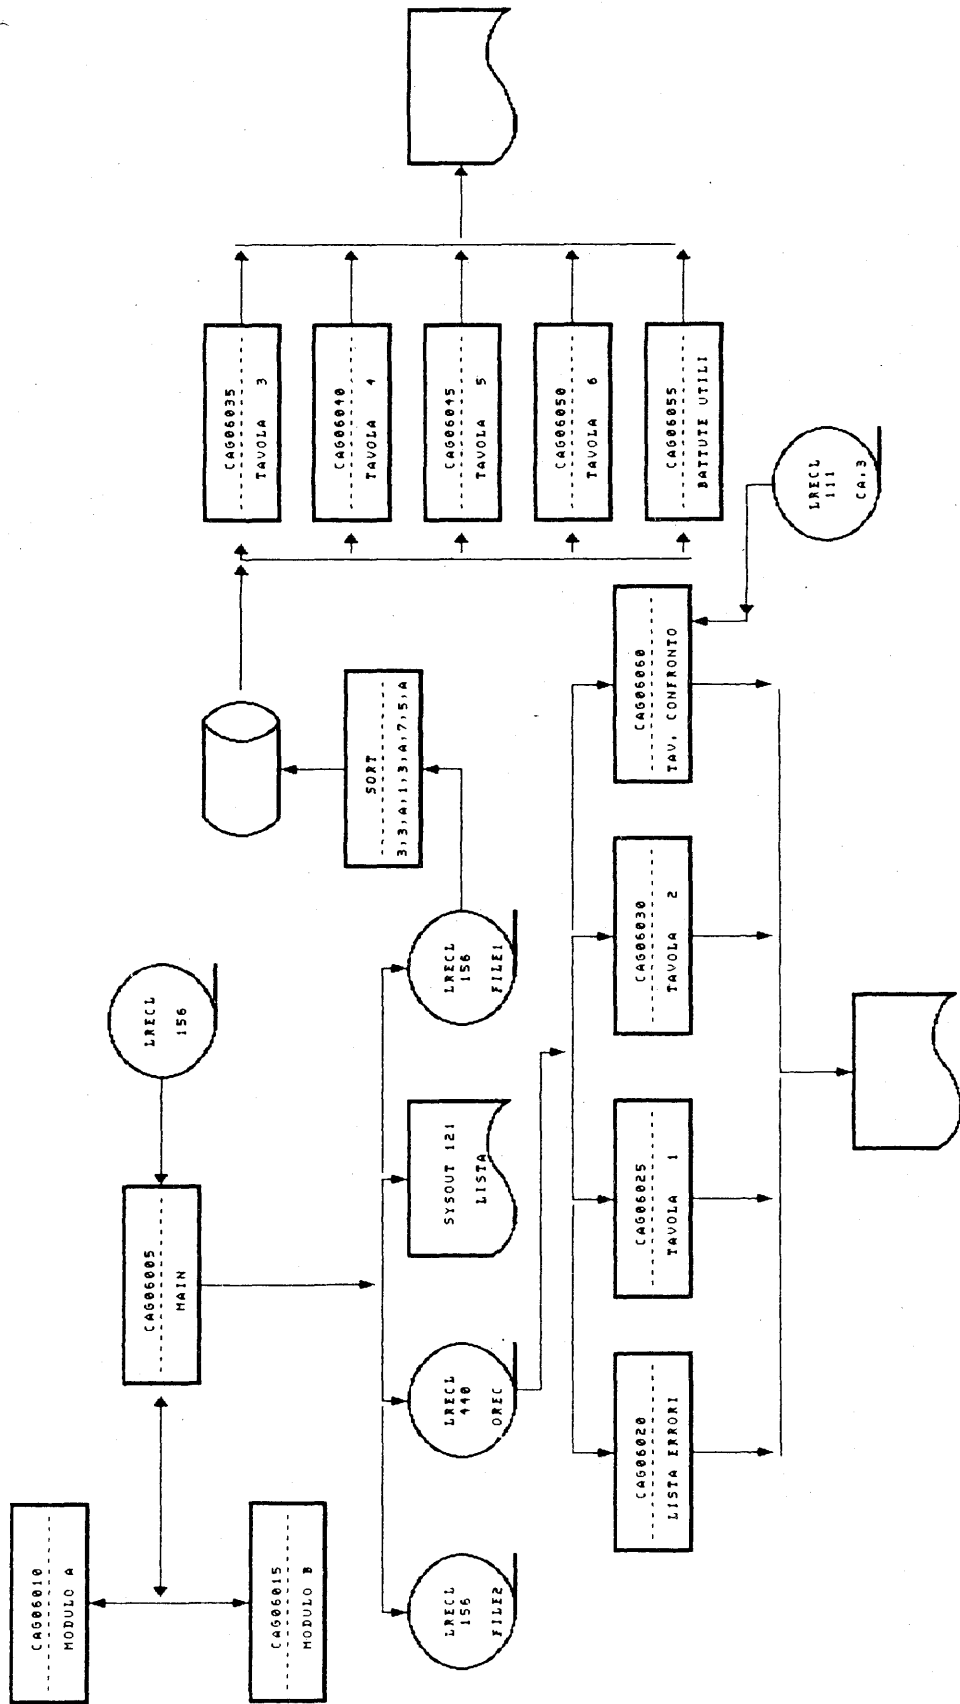 CAG06010
MODULO A
CAG06015
MODULO B
CAG06005
MAIN
LRECL
156
LRECL
156
FILE2
LRECL
440
OREC
SYSOUT 121
LISTA
LRECL
156
FILE1
SORT
3,3,A,1,3,A,7,5,A
CAG06020
LISTA ERRORI
CAG06025
TAVOLA 1
CAG06030
TAVOLA 2
CAG06060
TAV. CONFRONTO
LRECL
111
CA.3
CAG06035
TAVOLA 3
CAG06040
TAVOLA 4
CAG06045
TAVOLA 5
CAG06050
TAVOLA 6
CAG06055
BATTUTE UTILI